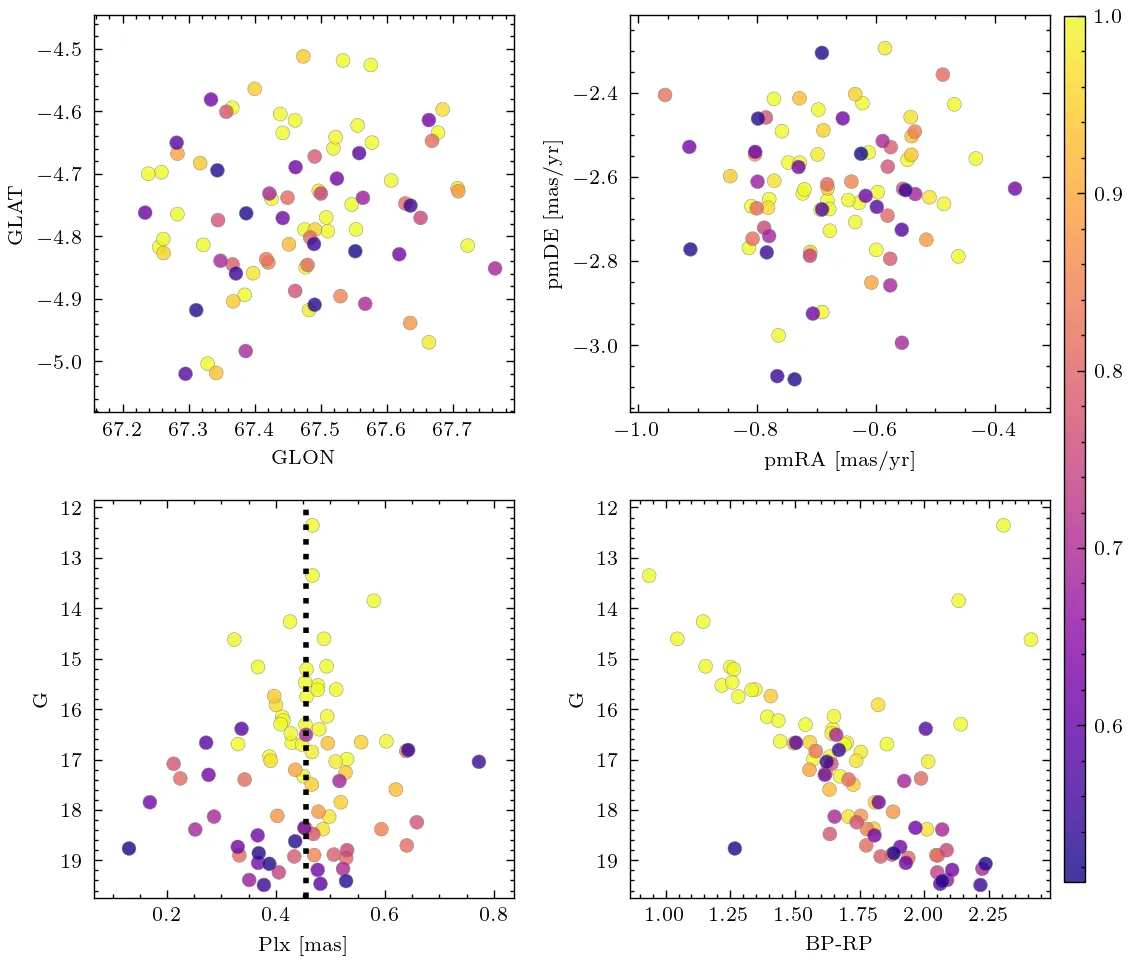 −4.5
−4.6
−4.7
−4.8
−4.9
−5.0
GLAT
67.2 67.3 67.4 67.5 67.6 67.7
GLON
−2.4
−2.6
−2.8
−3.0
pmDE [mas/yr]
−1.0 −0.8 −0.6 −0.4
pmRA [mas/yr]
1.0
0.9
0.8
0.7
0.6
12
13
14
15
16
17
18
19
G
0.2 0.4 0.6 0.8
Plx [mas]
12
13
14
15
16
17
18
19
G
1.00 1.25 1.50 1.75 2.00 2.25
BP-RP